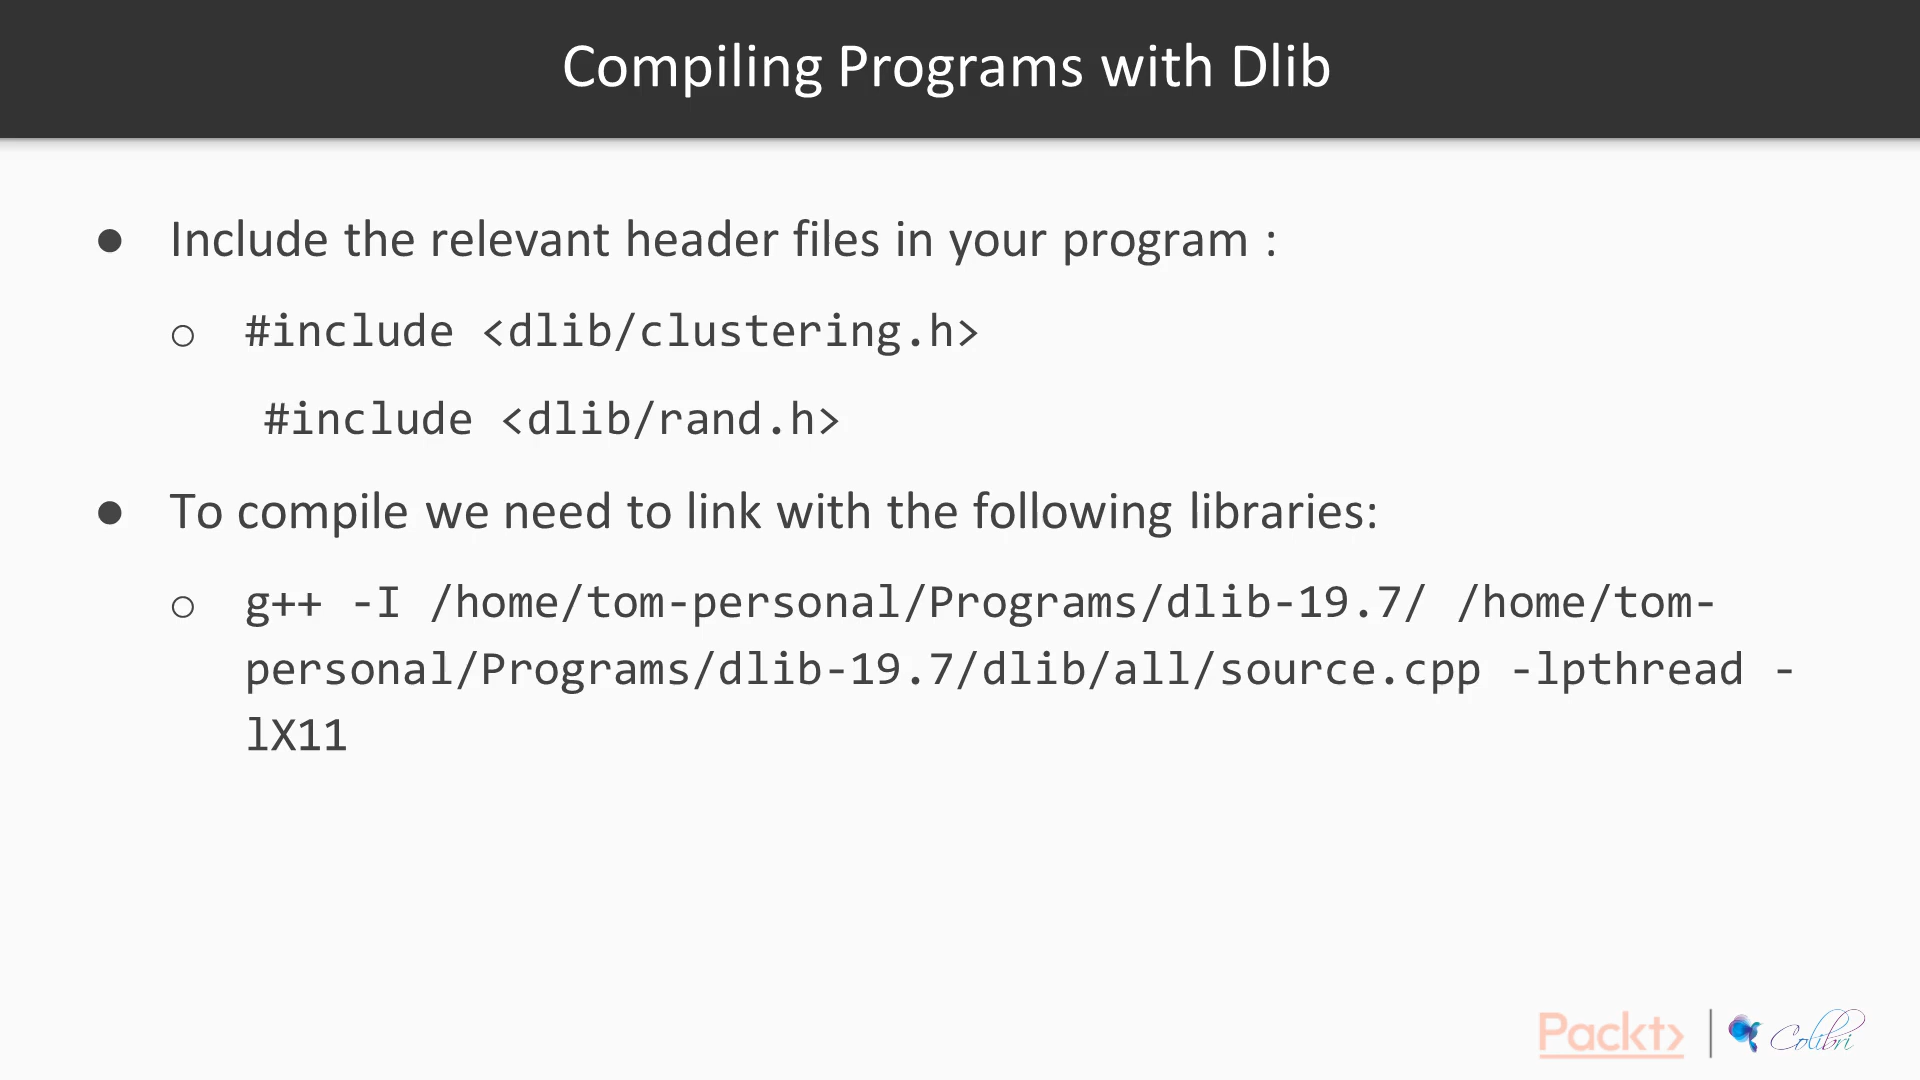 Compiling Programs with Dlib
● Include the relevant header files in your program :
○ #include <dlib/clustering.h>
#include <dlib/rand.h>
● To compile we need to link with the following libraries:
○ g++ -I /home/tom-personal/Programs/dlib-19.7/ /home/tom-
personal/Programs/dlib-19.7/dlib/all/source.cpp -lpthread -
lX11
Packt> | Colibri